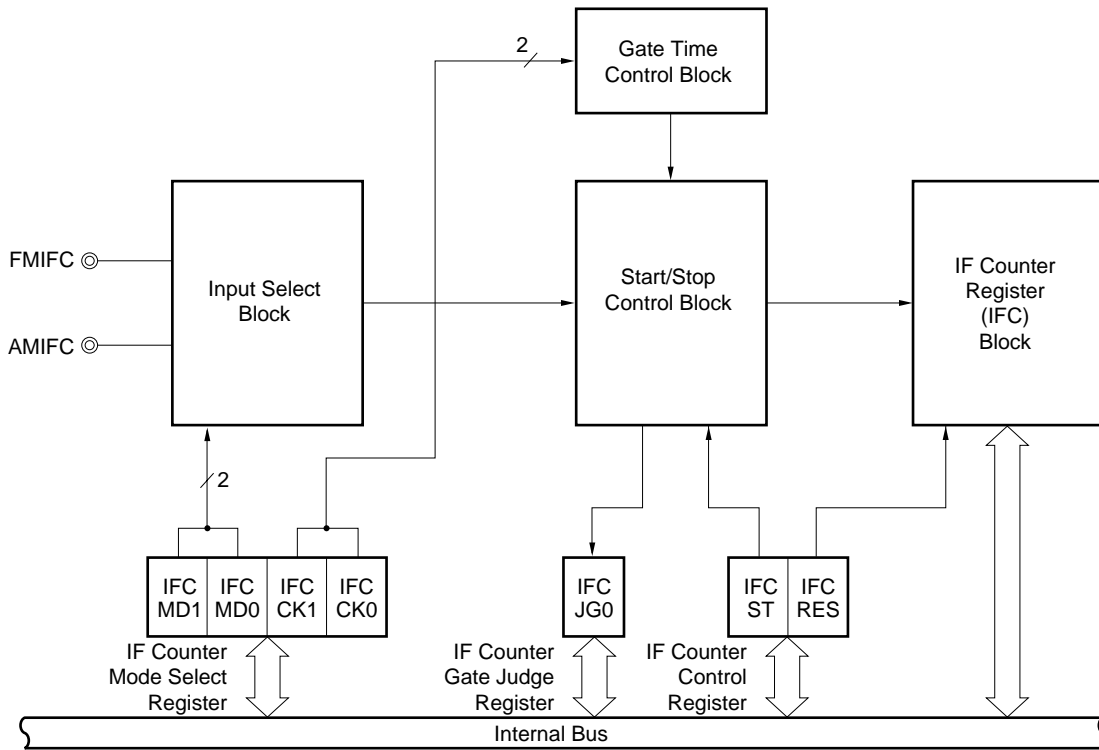 2
Gate Time
Control Block
FMIFC
AMIFC
Input Select
Block
Start/Stop
Control Block
IF Counter
Register
(IFC)
Block
2
IFC
MD1
IFC
MD0
IFC
CK1
IFC
CK0
IFC
JG0
IFC
ST
IFC
RES
IF Counter
Mode Select
Register
IF Counter
Gate Judge
Register
IF Counter
Control
Register
Internal Bus